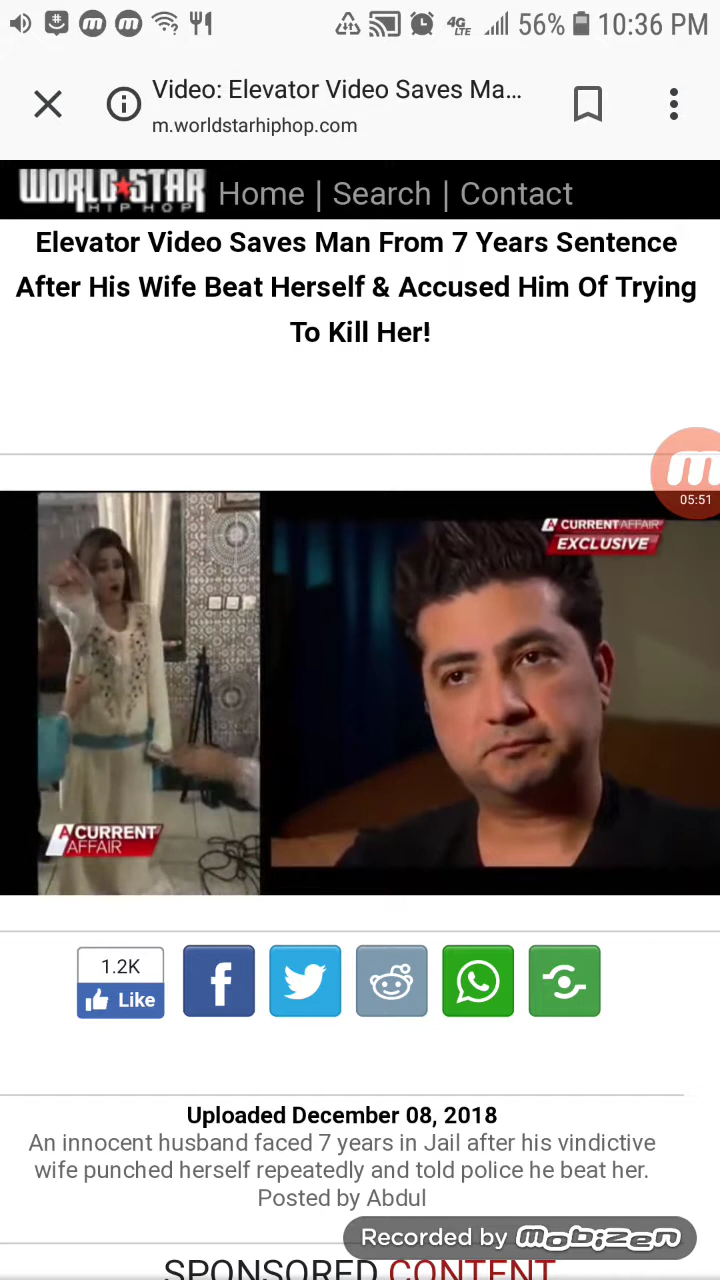 4G LTE 56% 10:36 PM
Video: Elevator Video Saves Ma...
m.worldstarhiphop.com
WORLDSTAR
HIP HOP
Home | Search | Contact
Elevator Video Saves Man From 7 Years Sentence
After His Wife Beat Herself & Accused Him Of Trying
To Kill Her!
m
05:51
A CURRENT AFFAIR
EXCLUSIVE
A CURRENT
AFFAIR
1.2K
Like
Uploaded December 08, 2018
An innocent husband faced 7 years in Jail after his vindictive
wife punched herself repeatedly and told police he beat her.
Posted by Abdul
Recorded by mobizen
SPONSORED CONTENT